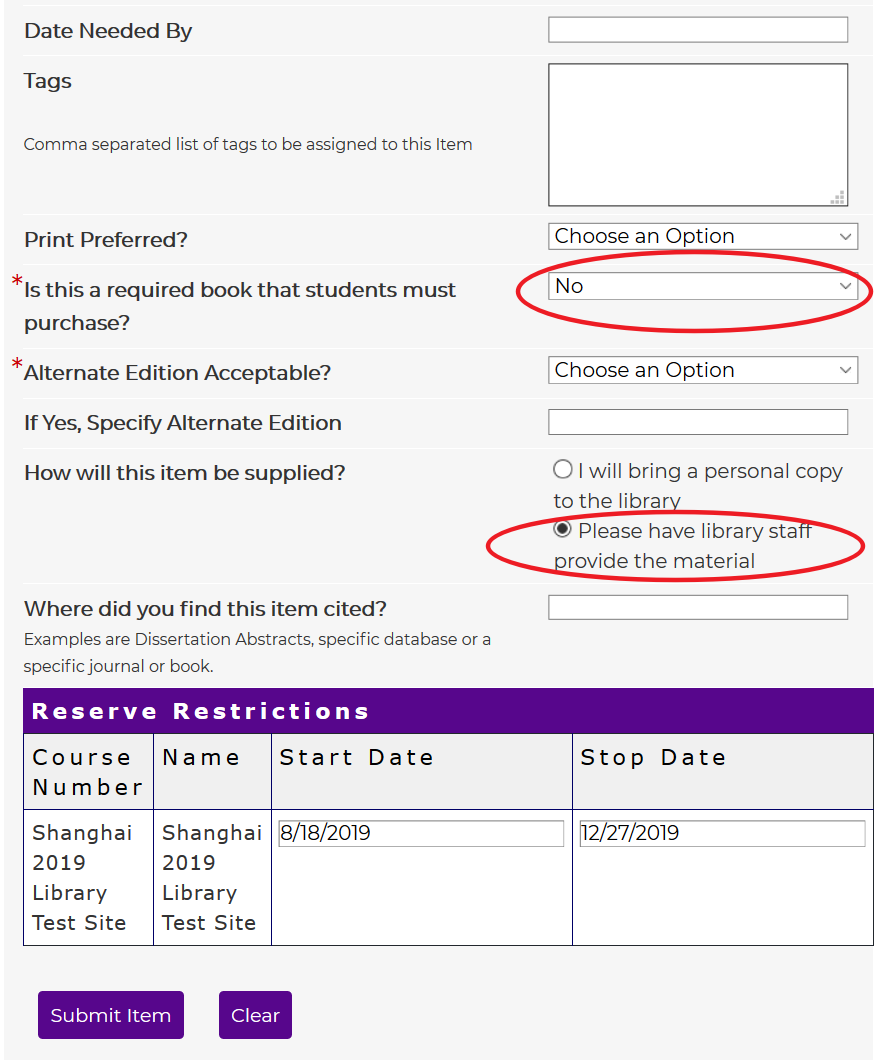 Date Needed By
Tags
Comma separated list of tags to be assigned to this Item
Print Preferred?
Choose an Option
*Is this a required book that students must
purchase?
No
*Alternate Edition Acceptable?
Choose an Option
If Yes, Specify Alternate Edition
How will this item be supplied?
I will bring a personal copy
to the library
Please have library staff
provide the material
Where did you find this item cited?
Examples are Dissertation Abstracts, specific database or a
specific journal or book.
Reserve Restrictions
Course
Number
Name
Start Date
Stop Date
Shanghai
2019
Library
Test Site
Shanghai
2019
Library
Test Site
8/18/2019
12/27/2019
Submit Item
Clear